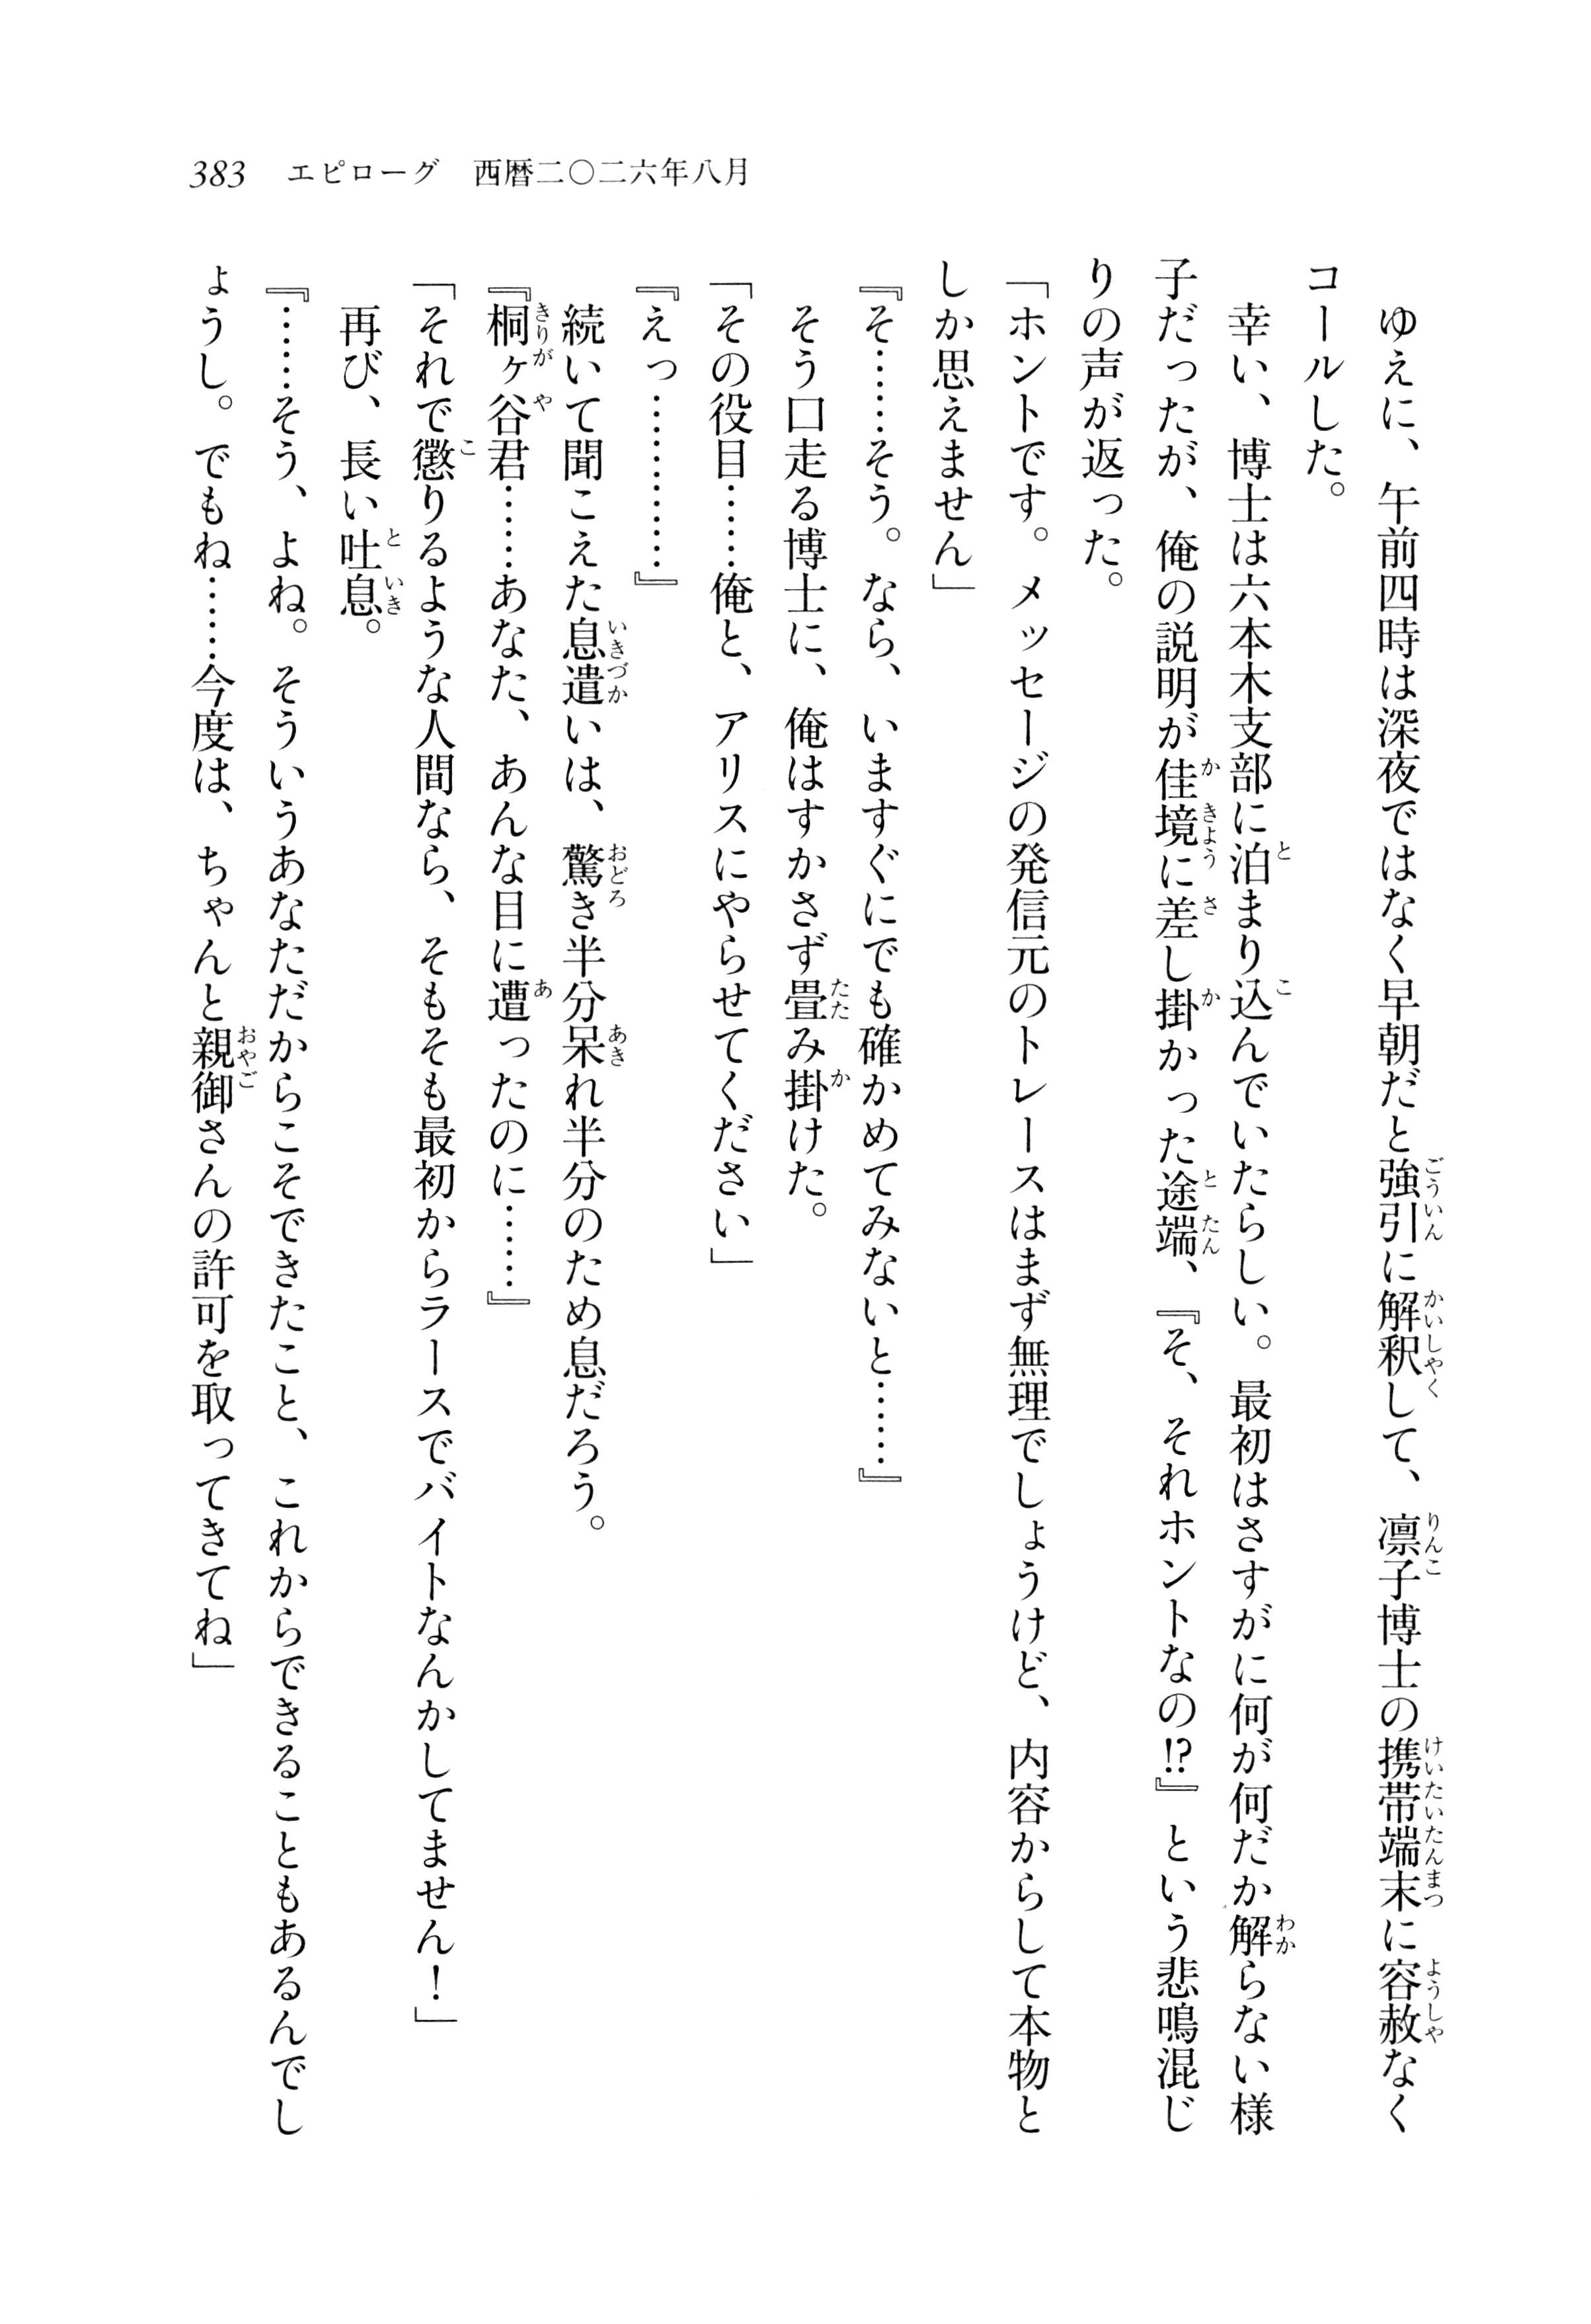 383 エピローグ 西暦二〇二六年八月
ゆえに、午前四時は深夜ではなく早朝だと強引に解釈して、凛子博士の携帯端末に容赦なく
コールした。
幸い、博士は六本木支部に泊まり込んでいたらしい。最初はさすがに何が何だか解らない様
子だったが、俺の説明が佳境に差し掛かった途端、『そ、それホントなの!?』という悲鳴混じ
りの声が返った。
「ホントです。メッセージの発信元のトレースはまず無理でしょうけど、内容からして本物と
しか思えません」
『そ……そう。なら、いますぐにでも確かめてみないと……』
そう口走る博士に、俺はすかさず畳み掛けた。
「その役目……俺と、アリスにやらせてください」
『えっ…………』
続いて聞こえた息遣いは、驚き半分呆れ半分のため息だろう。
『桐ヶ谷君……あなた、あんな目に遭ったのに……』
「それで懲りるような人間なら、そもそも最初からラースでバイトなんかしてません！」
再び、長い吐息。
『……そう、よね。そういうあなただからこそできたこと、これからできることもあるんでし
ょうし。でもね……今度は、ちゃんと親御さんの許可を取ってきてね」